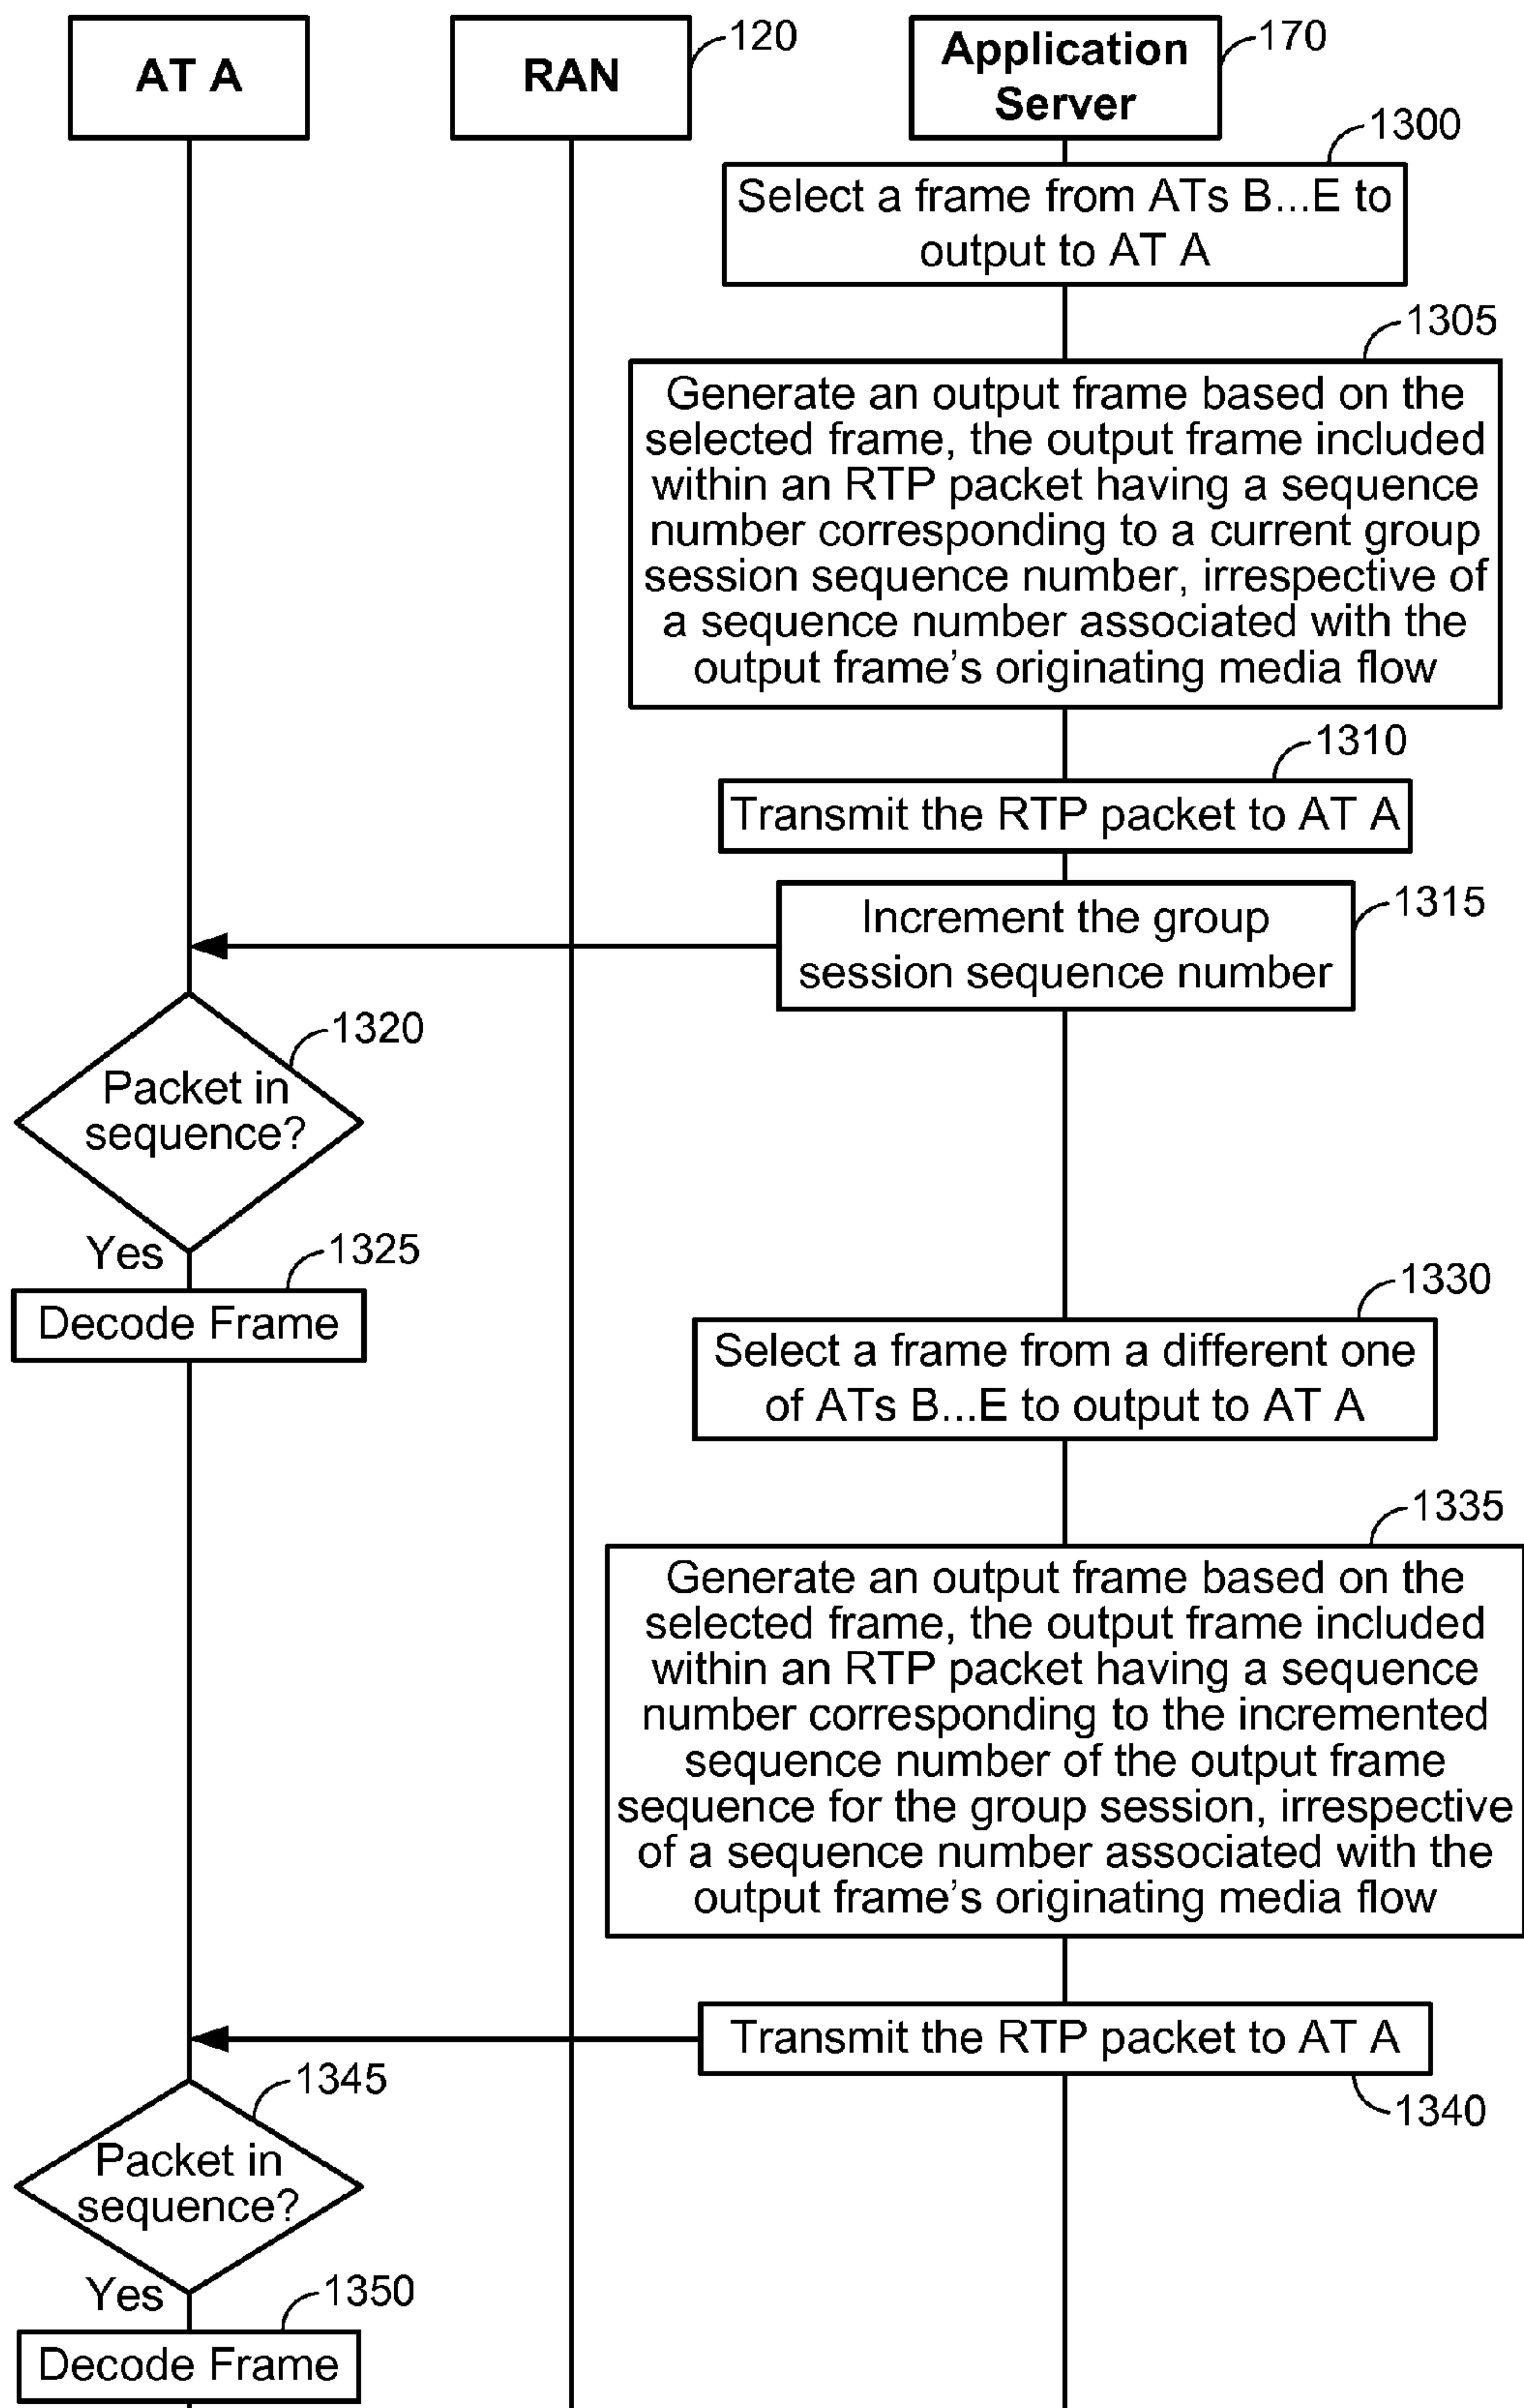 AT A
RAN
120
Application
Server
170
1300
Select a frame from ATs B...E to
output to AT A
1305
Generate an output frame based on the
selected frame, the output frame included
within an RTP packet having a sequence
number corresponding to a current group
session sequence number, irrespective of
a sequence number associated with the
output frame’s originating media flow
1310
Transmit the RTP packet to AT A
1315
Increment the group
session sequence number
1320
Packet in
sequence?
Yes
1325
Decode Frame
1330
Select a frame from a different one
of ATs B...E to output to AT A
1335
Generate an output frame based on the
selected frame, the output frame included
within an RTP packet having a sequence
number corresponding to the incremented
sequence number of the output frame
sequence for the group session, irrespective
of a sequence number associated with the
output frame’s originating media flow
Transmit the RTP packet to AT A
1340
1345
Packet in
sequence?
Yes
1350
Decode Frame